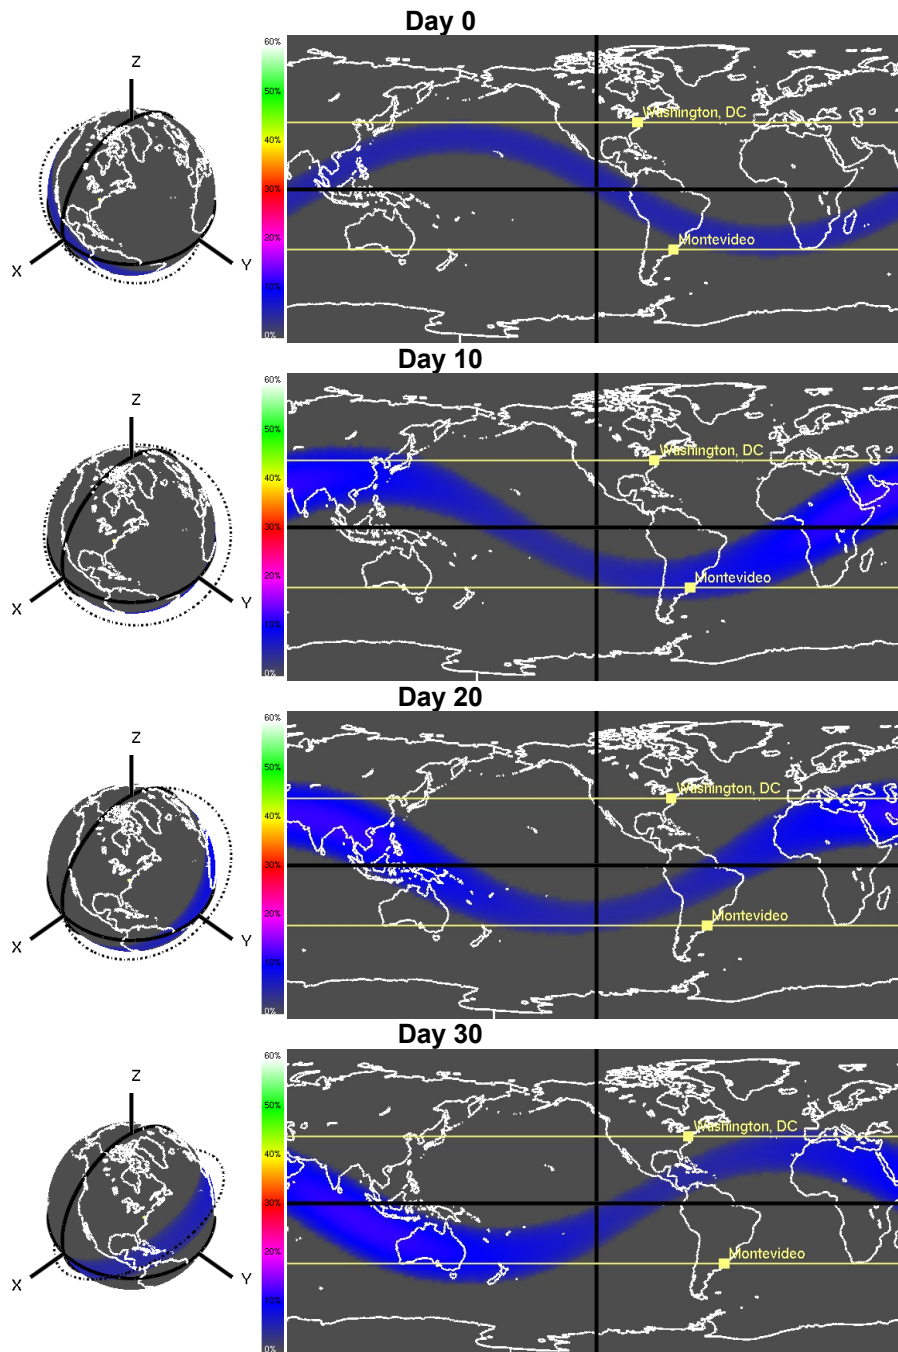 Day 0
Z
X
Y
60%
50%
40%
30%
20%
10%
0%
Washington, DC
Montevideo
Day 10
Z
X
Y
60%
50%
40%
30%
20%
10%
0%
Washington, DC
Montevideo
Day 20
Z
X
Y
60%
50%
40%
30%
20%
10%
0%
Washington, DC
Montevideo
Day 30
Z
X
Y
60%
50%
40%
30%
20%
10%
0%
Washington, DC
Montevideo